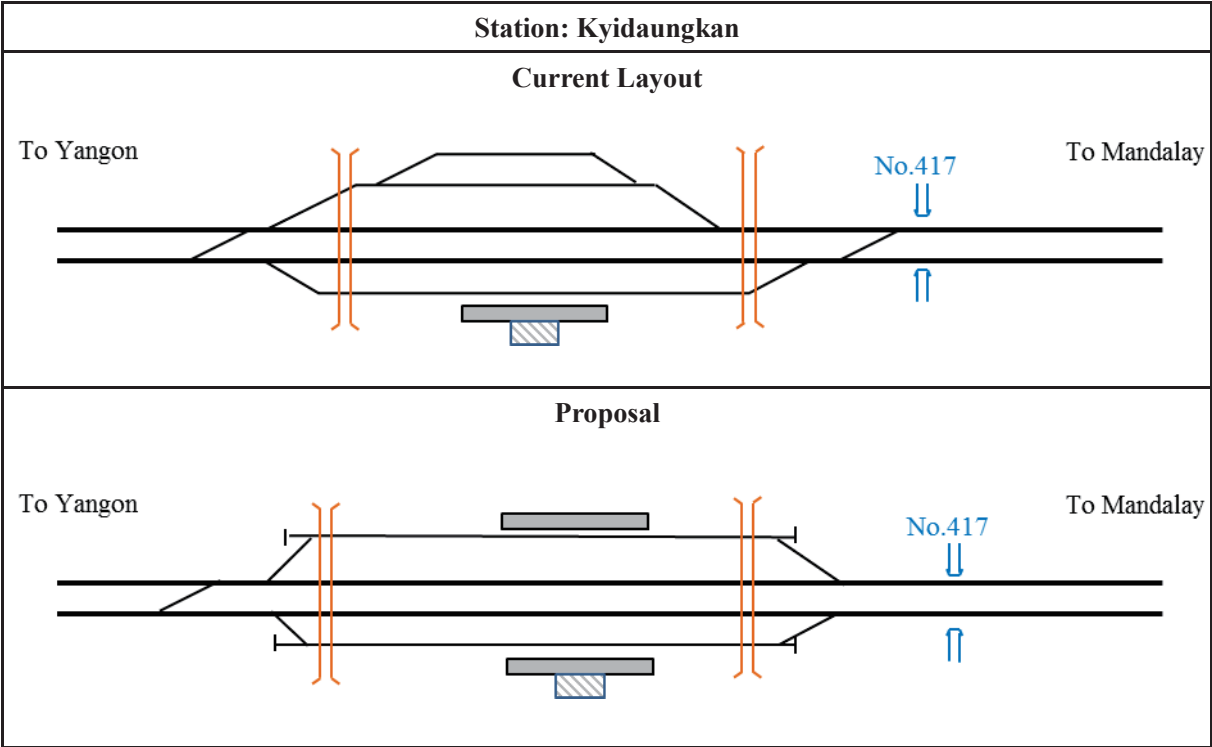 Station: Kyidaungkan
Current Layout
To Yangon
To Mandalay
No.417
Proposal
To Yangon
To Mandalay
No.417